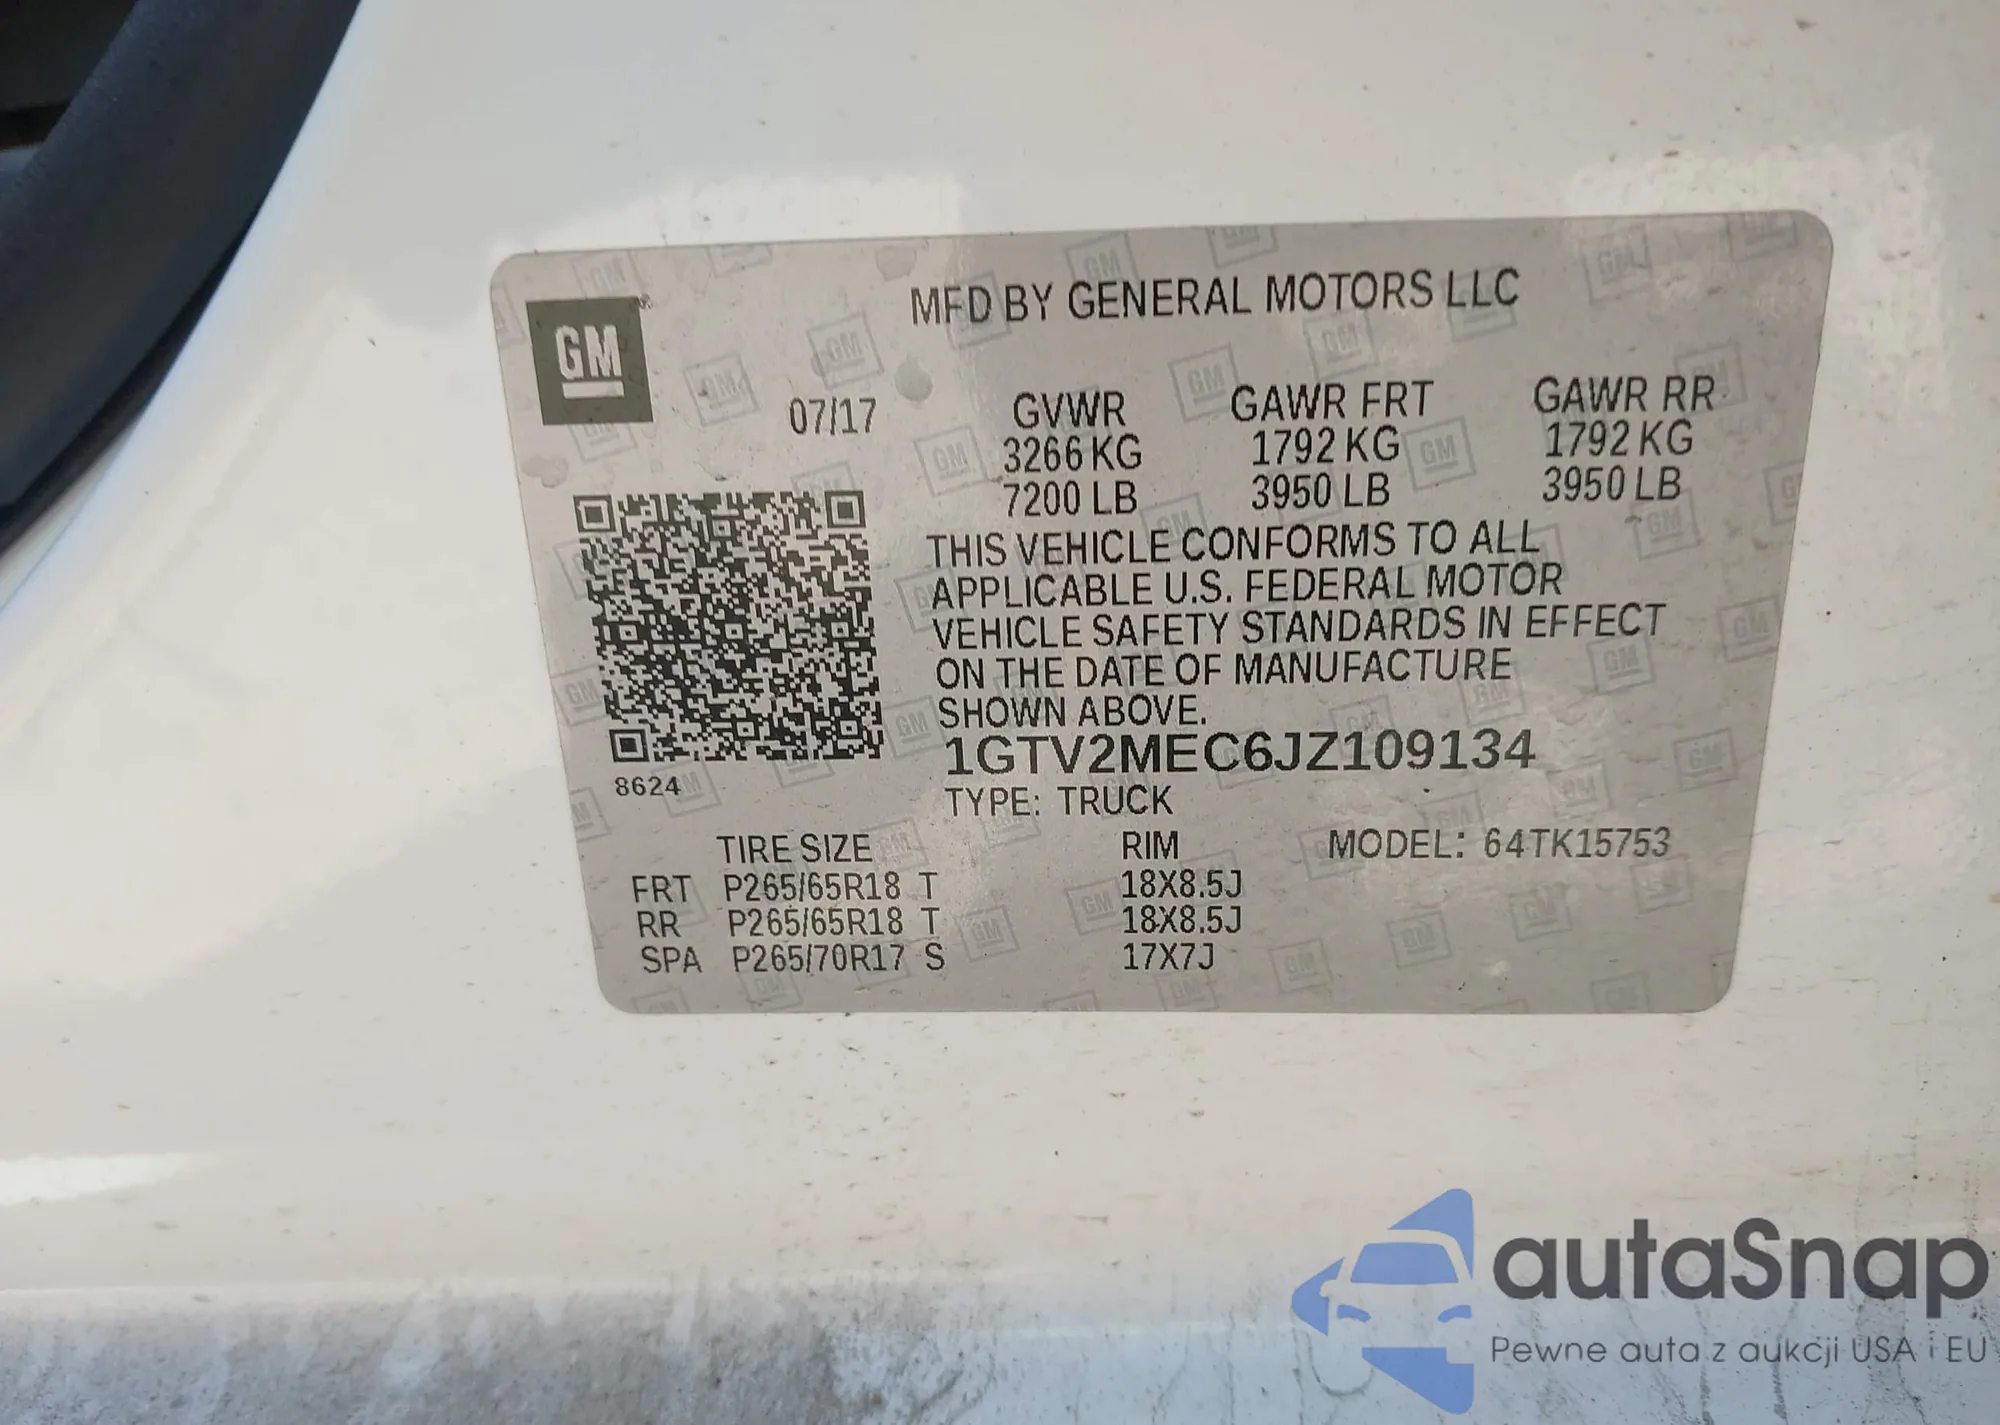 GM
MFD BY GENERAL MOTORS LLC
07/17
GVWR GAWR FRT GAWR RR
3266 KG 1792 KG 1792 KG
7200 LB 3950 LB 3950 LB
THIS VEHICLE CONFORMS TO ALL
APPLICABLE U.S. FEDERAL MOTOR
VEHICLE SAFETY STANDARDS IN EFFECT
ON THE DATE OF MANUFACTURE
SHOWN ABOVE.
1GTV2MEC6JZ109134
8624
TYPE: TRUCK
TIRE SIZE RIM MODEL: 64TK15753
FRT P265/65R18 T 18X8.5J
RR P265/65R18 T 18X8.5J
SPA P265/70R17 S 17X7J
autaSnap
Pewne auta z aukcji USA i EU